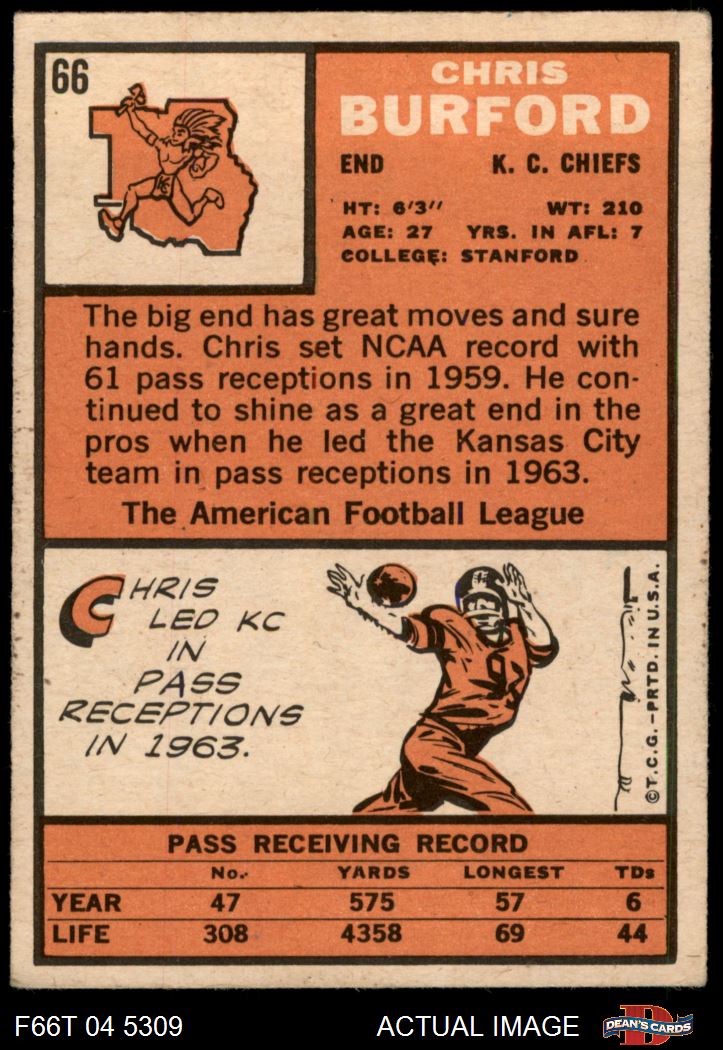 66
KC
CHRIS
BURFORD
END K. C. CHIEFS
HT: 6'3" WT: 210
AGE: 27 YRS. IN AFL: 7
COLLEGE: STANFORD
The big end has great moves and sure
hands. Chris set NCAA record with
61 pass receptions in 1959. He con-
tinued to shine as a great end in the
pros when he led the Kansas City
team in pass receptions in 1963.
The American Football League
CHRIS
LED KC
IN
PASS
RECEPTIONS
IN 1963.
©T.C.G.–PRTD. IN U.S.A.
PASS RECEIVING RECORD
No. YARDS LONGEST TDs
YEAR 47 575 57 6
LIFE 308 4358 69 44
F66T 04 5309 ACTUAL IMAGE
D
DEAN'S CARDS